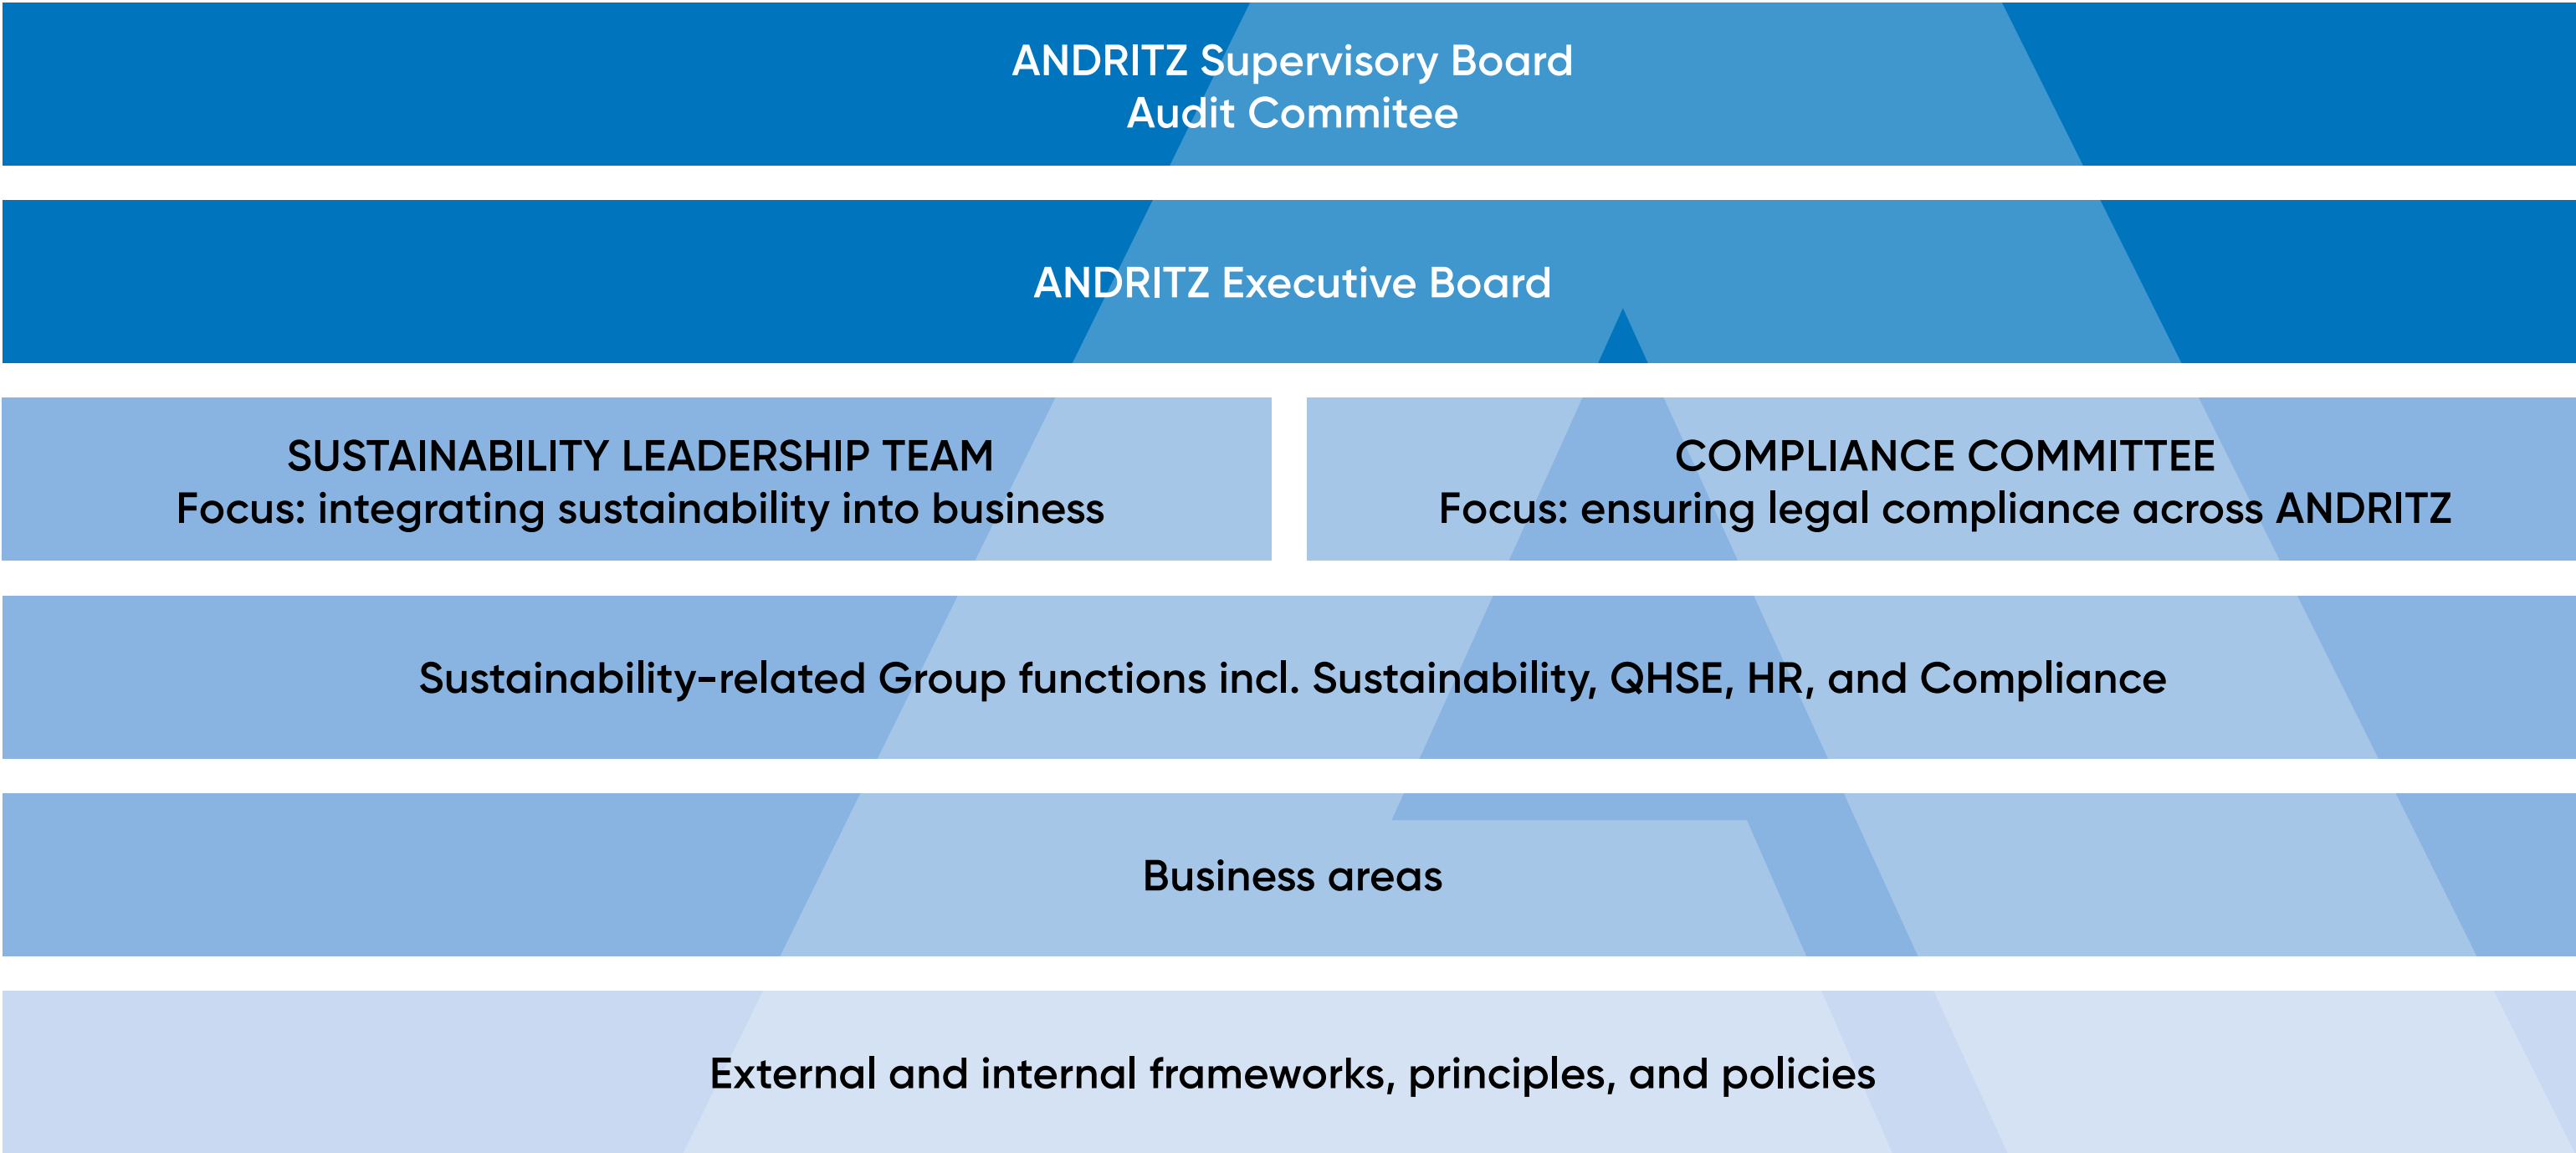 ANDRITZ Supervisory Board
Audit Commitee
ANDRITZ Executive Board
SUSTAINABILITY LEADERSHIP TEAM
Focus: integrating sustainability into business
COMPLIANCE COMMITTEE
Focus: ensuring legal compliance across ANDRITZ
Sustainability-related Group functions incl. Sustainability, QHSE, HR, and Compliance
Business areas
External and internal frameworks, principles, and policies